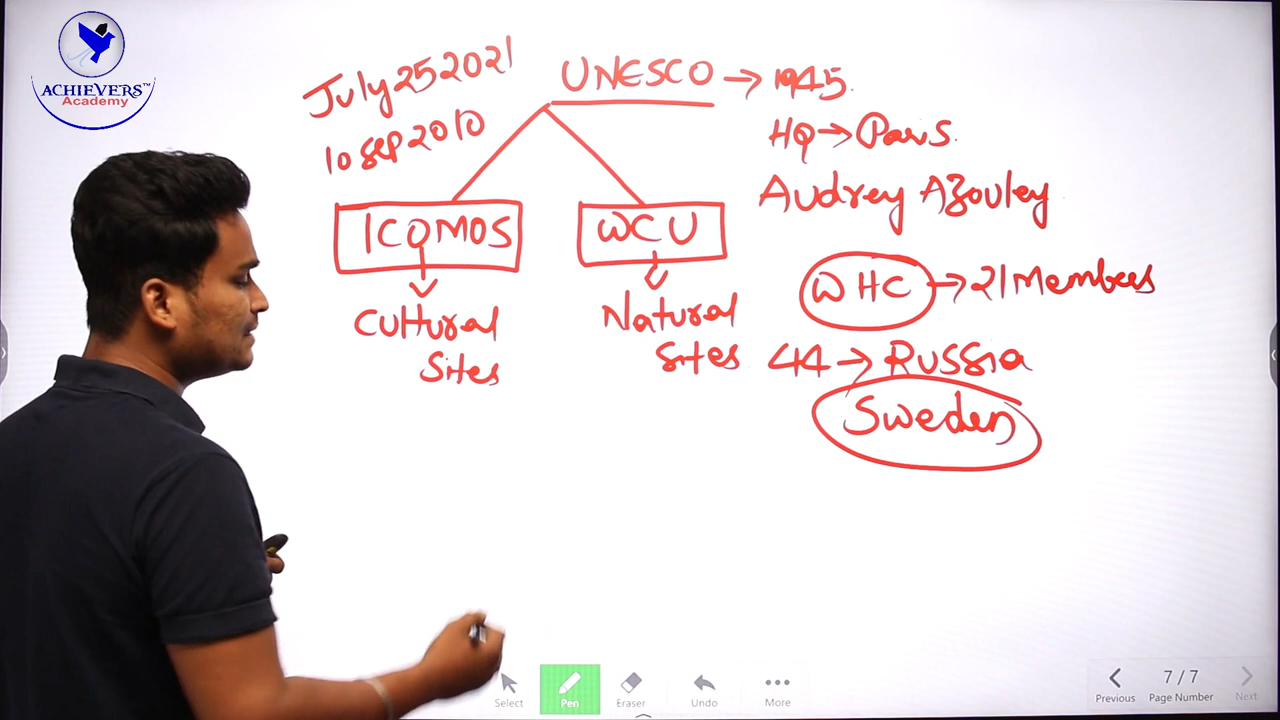 ACHIEVERS™
Academy
July 25 2021
10 Sep 2010
UNESCO → 1945.
HQ → Paris.
Audrey Azouley
ICOMOS
WCU
WHC → 21 Members
Cultural
Sites
Natural
Sites
44 → RUSSIA
Sweden
Select
Pen
Eraser
Undo
More
Previous
7/7
Page Number
Next